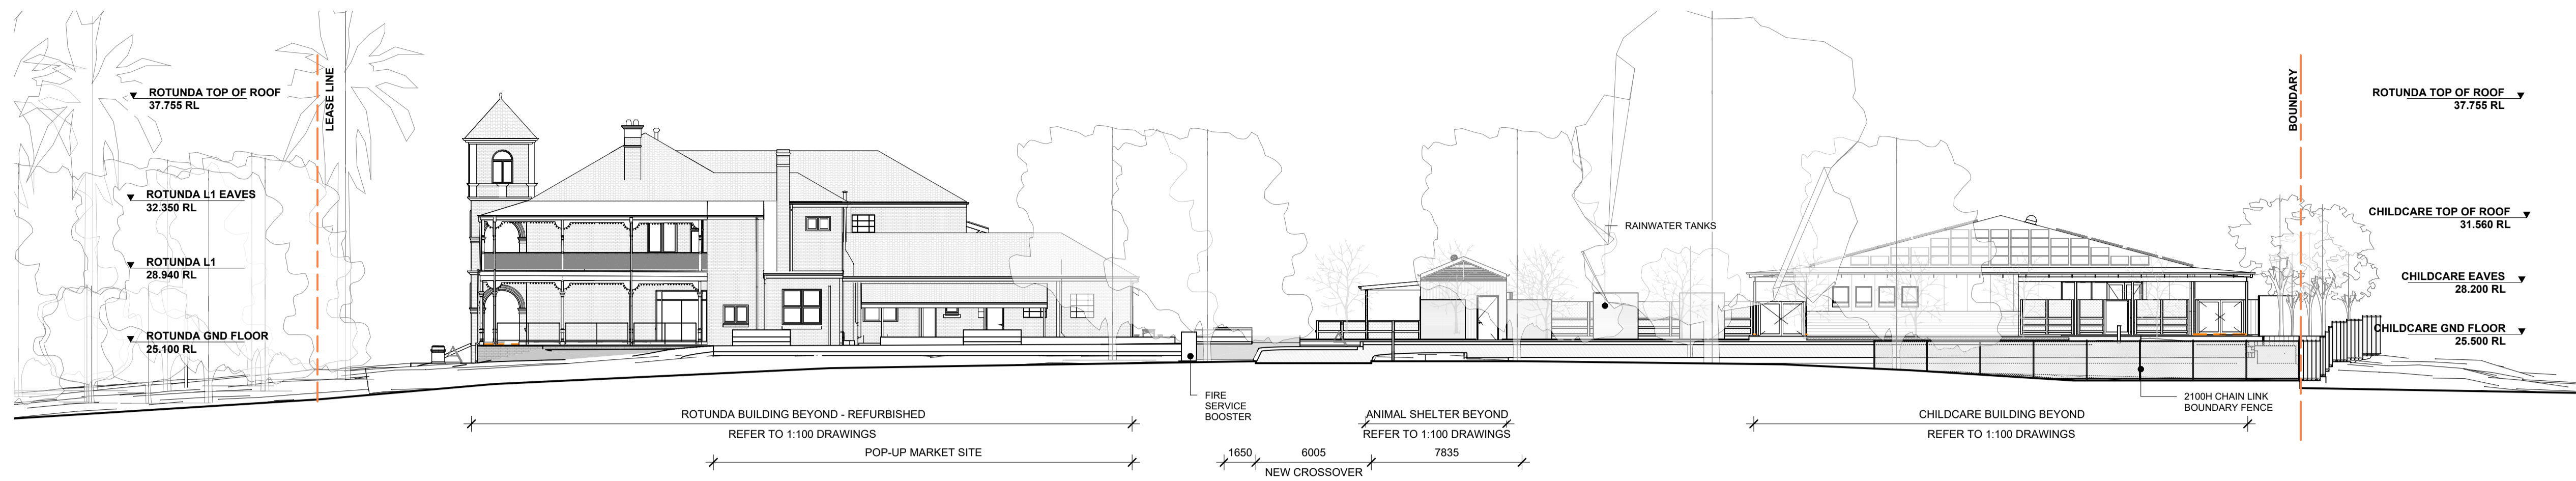 ROTUNDA TOP OF ROOF
37.755 RL
LEASE LINE
ROTUNDA L1 EAVES
32.350 RL
ROTUNDA L1
28.940 RL
ROTUNDA GND FLOOR
25.100 RL
RAINWATER TANKS
BOUNDARY
ROTUNDA TOP OF ROOF
37.755 RL
CHILDCARE TOP OF ROOF
31.560 RL
CHILDCARE EAVES
28.200 RL
CHILDCARE GND FLOOR
25.500 RL
FIRE
SERVICE
BOOSTER
2100H CHAIN LINK
BOUNDARY FENCE
ROTUNDA BUILDING BEYOND - REFURBISHED
REFER TO 1:100 DRAWINGS
POP-UP MARKET SITE
ANIMAL SHELTER BEYOND
REFER TO 1:100 DRAWINGS
1650 6005 7835
NEW CROSSOVER
CHILDCARE BUILDING BEYOND
REFER TO 1:100 DRAWINGS